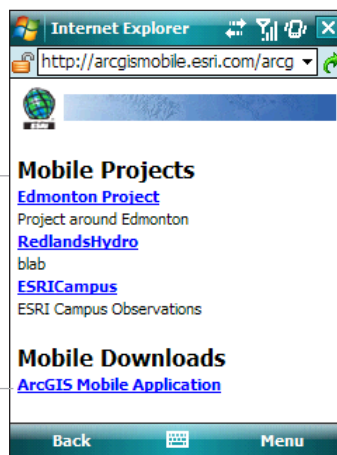 Internet Explorer
http://arcgismobile.esri.com/arcg
ESRI
Mobile Projects
Edmonton Project
Project around Edmonton
RedlandsHydro
blab
ESRICampus
ESRI Campus Observations
Mobile Downloads
ArcGIS Mobile Application
Back Menu